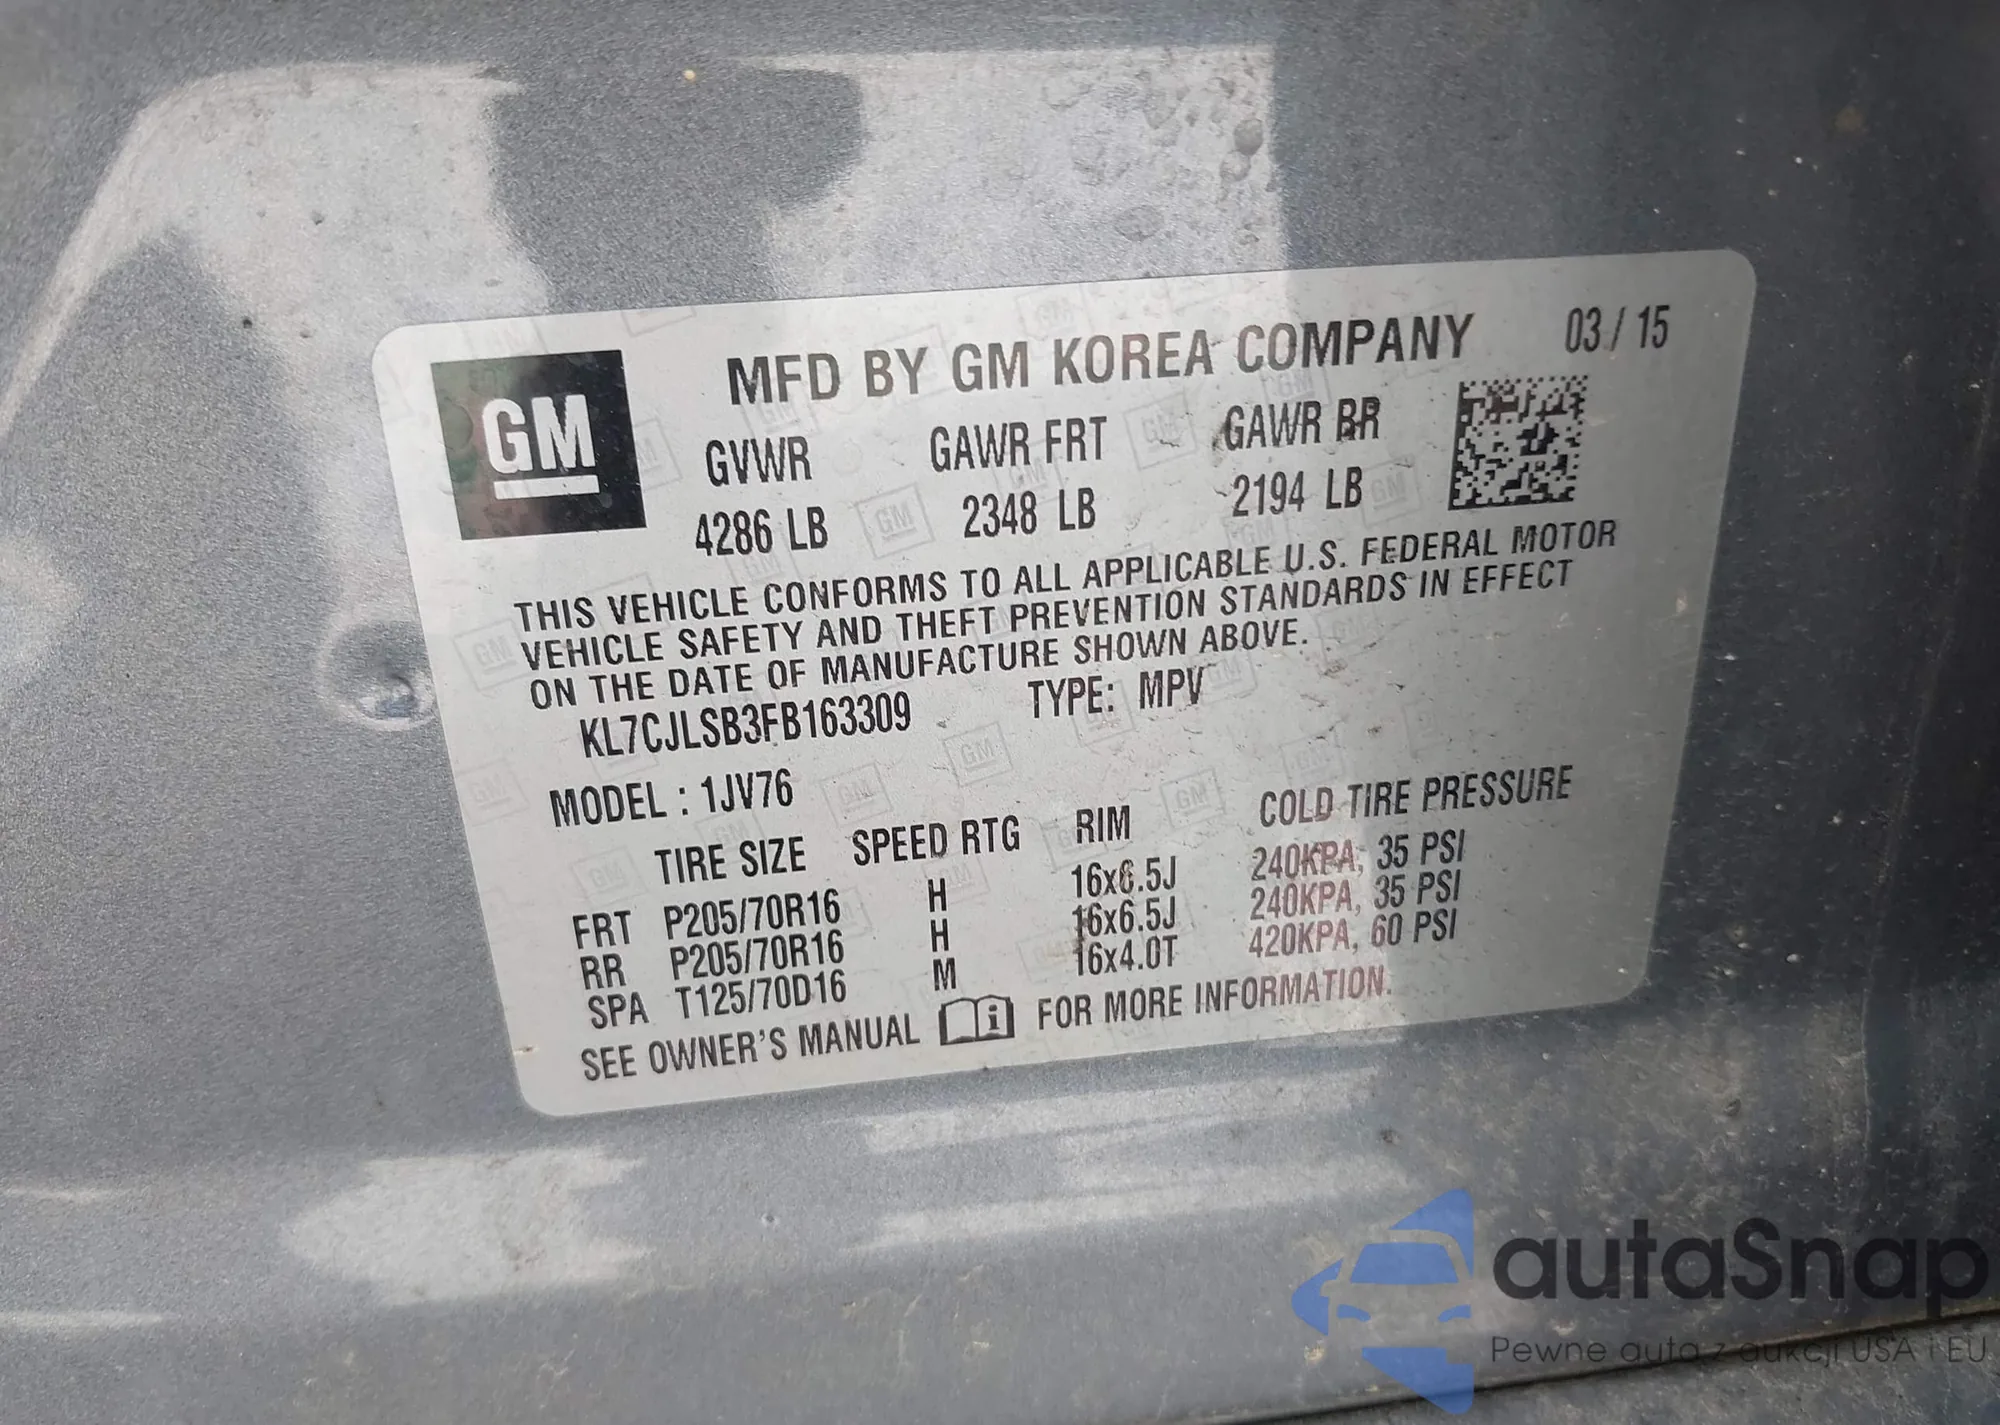 MFD BY GM KOREA COMPANY 03 / 15
GM
GVWR GAWR FRT GAWR RR
4286 LB 2348 LB 2194 LB
THIS VEHICLE CONFORMS TO ALL APPLICABLE U.S. FEDERAL MOTOR
VEHICLE SAFETY AND THEFT PREVENTION STANDARDS IN EFFECT
ON THE DATE OF MANUFACTURE SHOWN ABOVE.
KL7CJLSB3FB163309 TYPE: MPV
MODEL : 1JV76
TIRE SIZE SPEED RTG RIM COLD TIRE PRESSURE
FRT P205/70R16 H 16x6.5J 240KPA, 35 PSI
RR P205/70R16 H 16x6.5J 240KPA, 35 PSI
SPA T125/70D16 M 16x4.0T 420KPA, 60 PSI
SEE OWNER'S MANUAL i FOR MORE INFORMATION.
autaSnap
Pewne auta z aukcji USA i EU